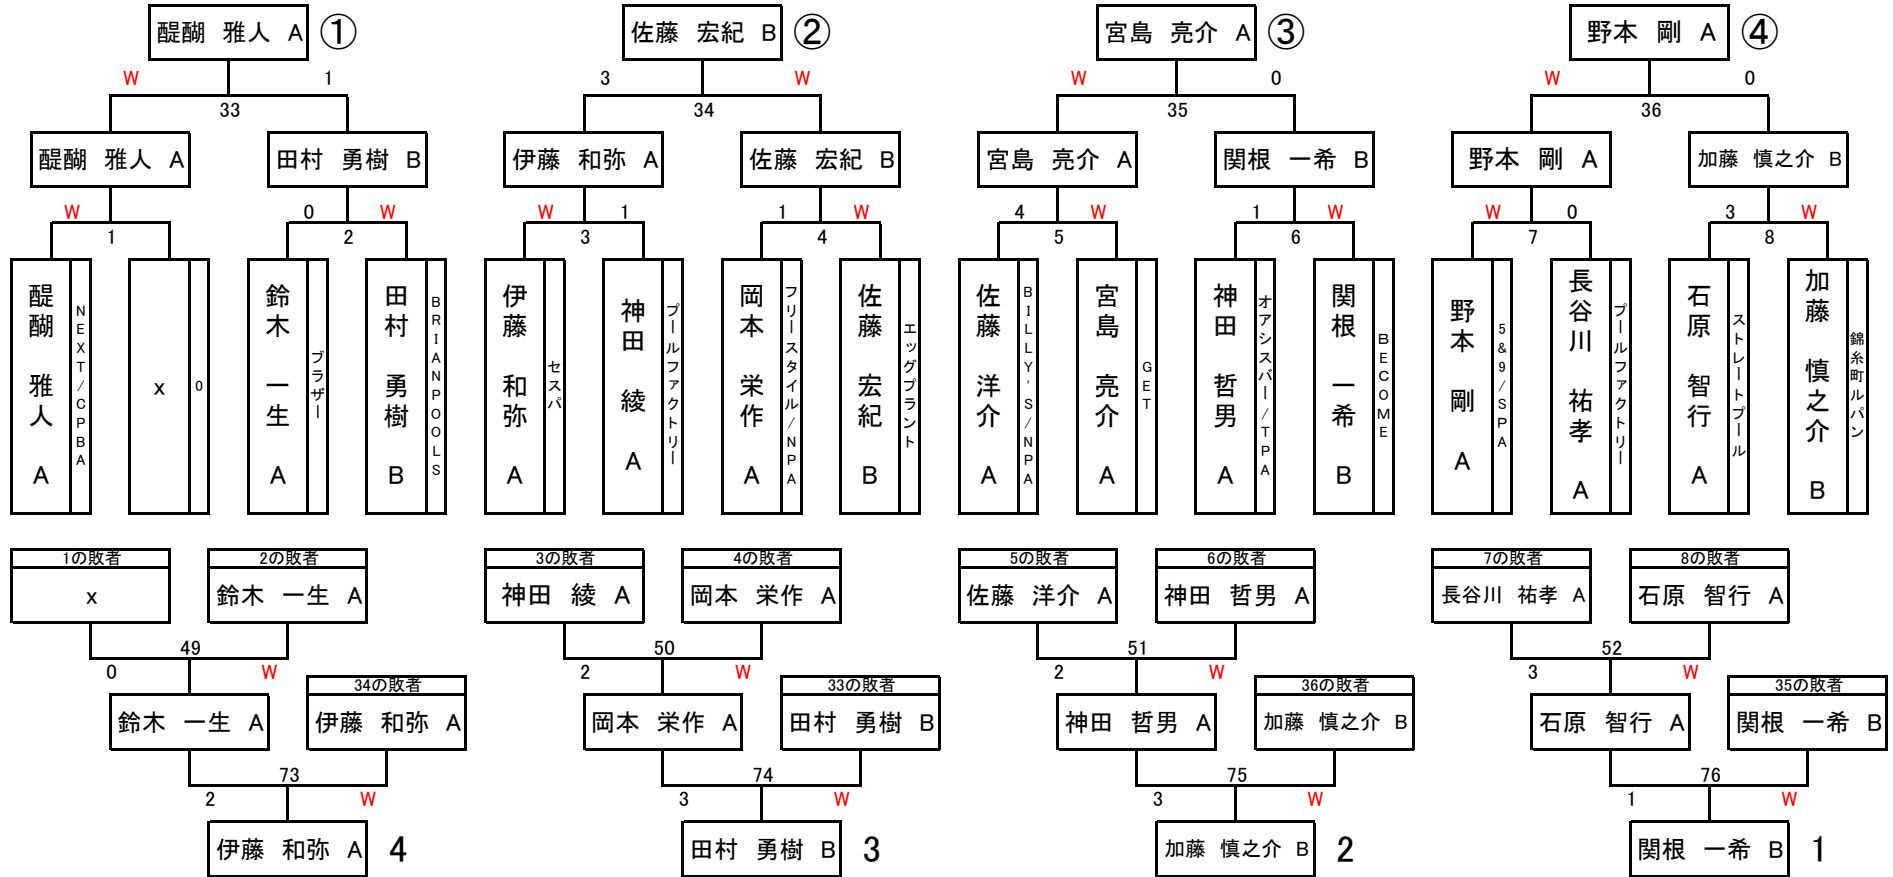 醍醐 雅人 A ① 佐藤 宏紀 B ② 宮島 亮介 A ③ 野本 剛 A ④
W 1 3 W W 0 W 0
33 34 35 36
醍醐 雅人 A 田村 勇樹 B 伊藤 和弥 A 佐藤 宏紀 B 宮島 亮介 A 関根 一希 B 野本 剛 A 加藤 慎之介 B
W 0 W W 1 1 W 4 W 1 W W 0 3 W
1 2 3 4 5 6 7 8
醍醐 雅人 A
NEXT/CPBA
x
0
鈴木 一生 A
ブラザー
田村 勇樹 B
BRIANPOOLS
伊藤 和弥 A
セスパ
神田 綾 A
プールファクトリー
岡本 栄作 A
フリースタイル/NPA
佐藤 宏紀 B
エッグプラント
佐藤 洋介 A
BILLY'S/NPA
宮島 亮介 A
GET
神田 哲男 A
オアシスバー/TPA
関根 一希 B
BECOME
野本 剛 A
5&9/SPA
長谷川 祐孝 A
プールファクトリー
石原 智行 A
ストレートプール
加藤 慎之介 B
錦糸町ルパン
1の敗者 2の敗者 3の敗者 4の敗者 5の敗者 6の敗者 7の敗者 8の敗者
x 鈴木 一生 A 神田 綾 A 岡本 栄作 A 佐藤 洋介 A 神田 哲男 A 長谷川 祐孝 A 石原 智行 A
49 50 51 52
0 W 2 W 2 W 3 W
34の敗者 33の敗者 36の敗者 35の敗者
鈴木 一生 A 伊藤 和弥 A 岡本 栄作 A 田村 勇樹 B 神田 哲男 A 加藤 慎之介 B 石原 智行 A 関根 一希 B
73 74 75 76
2 W 3 W 3 W 1 W
伊藤 和弥 A 4 田村 勇樹 B 3 加藤 慎之介 B 2 関根 一希 B 1